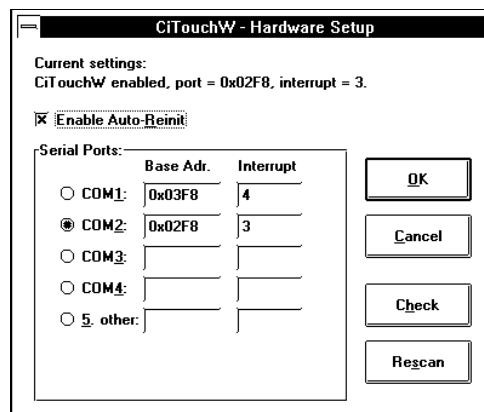 CiTouchW - Hardware Setup
Current settings:
CiTouchW enabled, port = 0x02F8, interrupt = 3.
Enable Auto-Reinit
Serial Ports:
Base Adr. Interrupt
COM1: 0x03F8 4
COM2: 0x02F8 3
COM3:
COM4:
5. other:
OK
Cancel
Check
Rescan